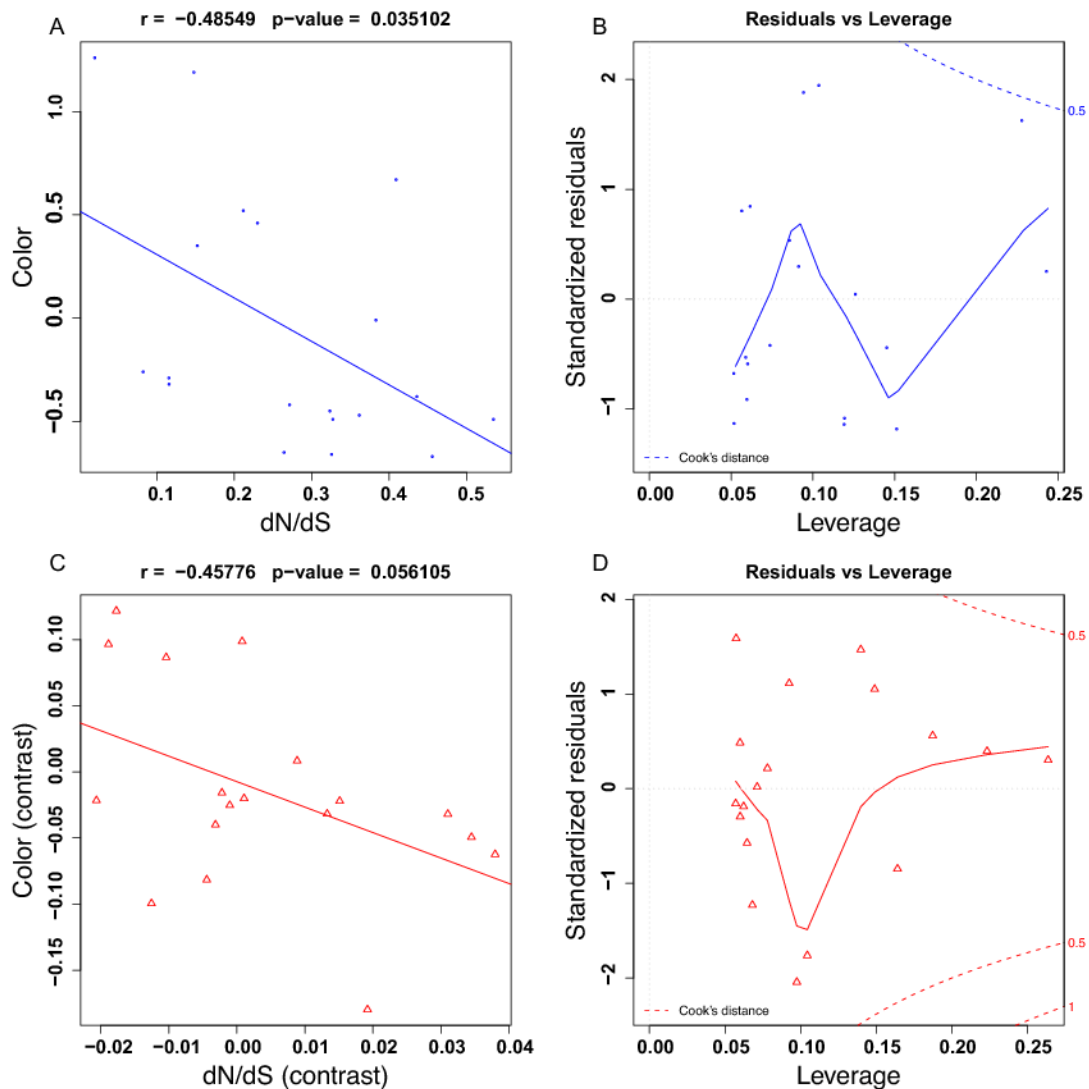 A
r = −0.48549 p−value = 0.035102
1.0
0.5
0.0
−0.5
Color
0.1 0.2 0.3 0.4 0.5
dN/dS
B
Residuals vs Leverage
2
1
0
−1
Standardized residuals
0.5
Cook's distance
0.00 0.05 0.10 0.15 0.20 0.25
Leverage
C
r = −0.45776 p−value = 0.056105
0.10
0.05
0.00
−0.05
−0.10
−0.15
Color (contrast)
−0.02 −0.01 0.00 0.01 0.02 0.03 0.04
dN/dS (contrast)
D
Residuals vs Leverage
2
1
0
−1
−2
Standardized residuals
0.5
0.5
1
Cook's distance
0.00 0.05 0.10 0.15 0.20 0.25
Leverage